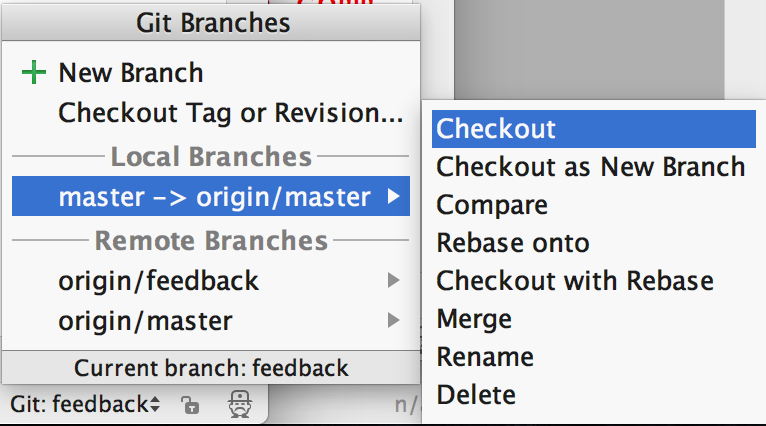 Git Branches
New Branch
Checkout Tag or Revision...
Local Branches
master -> origin/master
Remote Branches
origin/feedback
origin/master
Current branch: feedback
Git: feedback
Checkout
Checkout as New Branch
Compare
Rebase onto
Checkout with Rebase
Merge
Rename
Delete